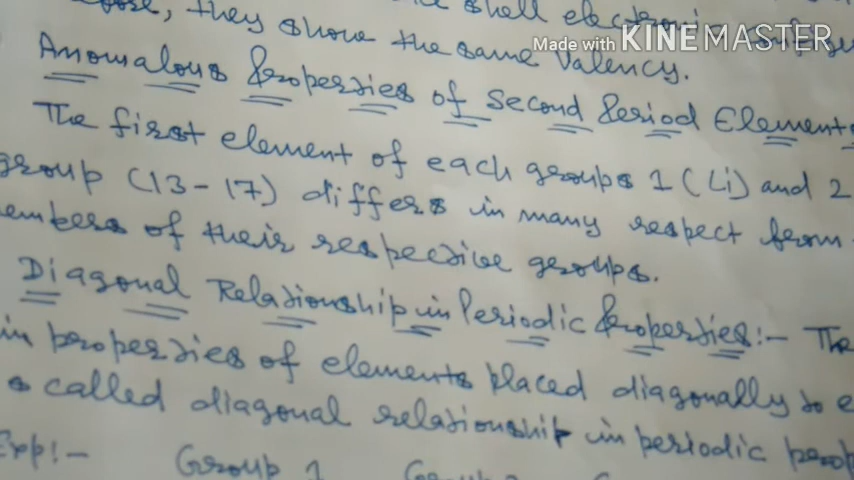 they show the same valency.
Made with KINEMASTER
Anomalous Properties of Second Period Elements
The first element of each groups 1 (Li) and 2
group (13-17) differs in many respect from
of their respective groups.
Diagonal Relationship in Periodic Properties:- The
in properties of elements placed diagonally to
called diagonal relationship in periodic
Exp:- Group 1